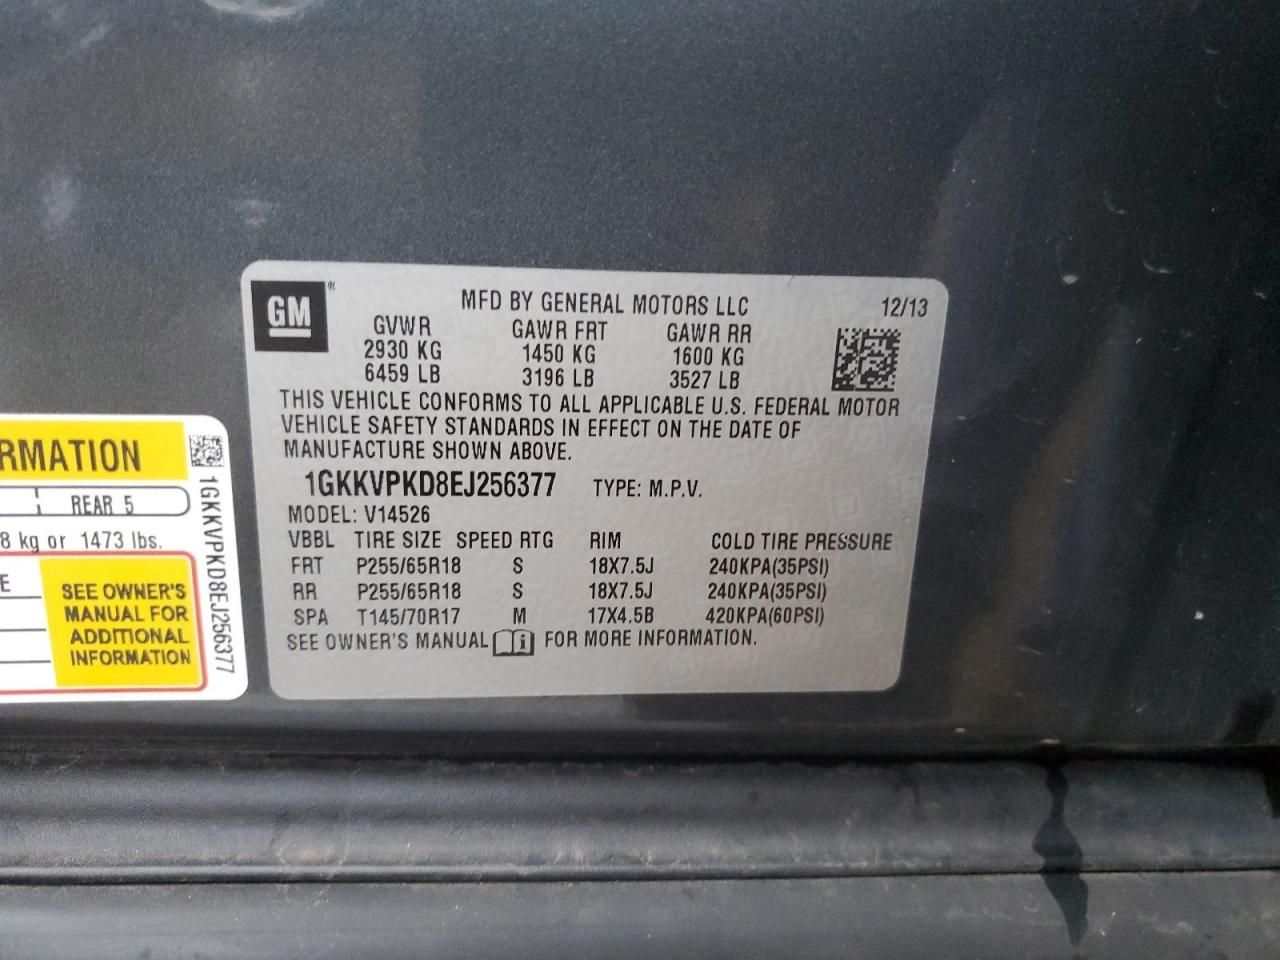 GM ®
MFD BY GENERAL MOTORS LLC 12/13
GVWR GAWR FRT GAWR RR
2930 KG 1450 KG 1600 KG
6459 LB 3196 LB 3527 LB
THIS VEHICLE CONFORMS TO ALL APPLICABLE U.S. FEDERAL MOTOR
VEHICLE SAFETY STANDARDS IN EFFECT ON THE DATE OF
MANUFACTURE SHOWN ABOVE.
1GKKVPKD8EJ256377 TYPE: M.P.V.
MODEL: V14526
VBBL TIRE SIZE SPEED RTG RIM COLD TIRE PRESSURE
FRT P255/65R18 S 18X7.5J 240KPA(35PSI)
RR P255/65R18 S 18X7.5J 240KPA(35PSI)
SPA T145/70R17 M 17X4.5B 420KPA(60PSI)
SEE OWNER'S MANUAL i FOR MORE INFORMATION.
RMATION
REAR 5
8 kg or 1473 lbs.
E
SEE OWNER'S
MANUAL FOR
ADDITIONAL
INFORMATION
1GKKVPKD8EJ256377